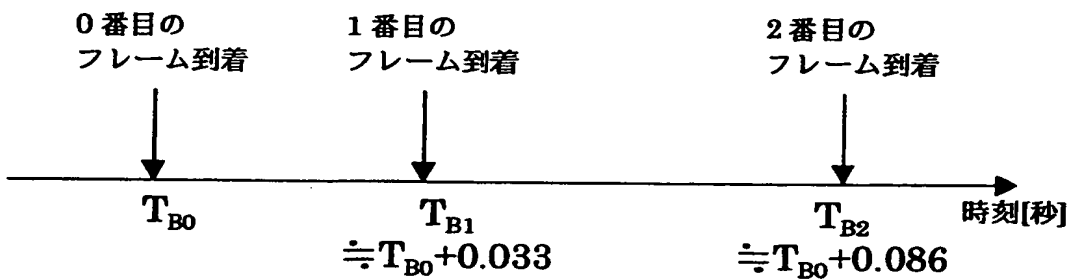 0 番目の
フレーム到着
1 番目の
フレーム到着
2 番目の
フレーム到着
T_B0
T_B1
≒T_B0+0.033
T_B2
≒T_B0+0.086
時刻[秒]